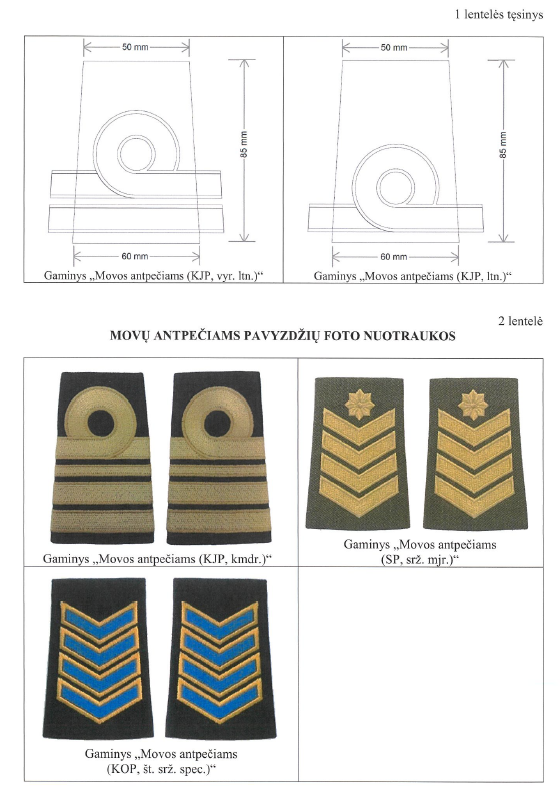 1 lentelės tęsinys
50 mm
85 mm
60 mm
Gaminys „Movos antpečiams (KJP, vyr. ltn.)“
50 mm
85 mm
60 mm
Gaminys „Movos antpečiams (KJP, ltn.)“
2 lentelė
MOVŲ ANTPEČIAMS PAVYZDŽIŲ FOTO NUOTRAUKOS
Gaminys „Movos antpečiams (KJP, kmdr.)“
Gaminys „Movos antpečiams
(SP, srž. mjr.)“
Gaminys „Movos antpečiams
(KOP, št. srž. spec.)“